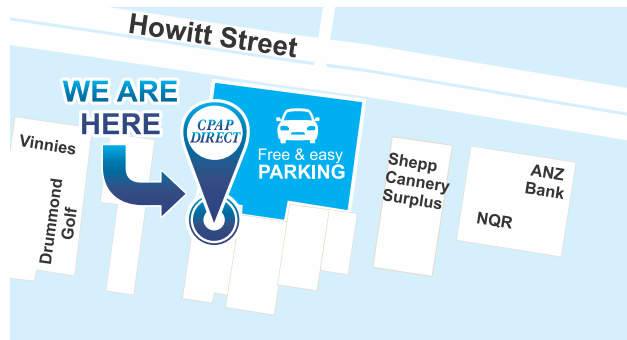 Howitt Street
WE ARE
HERE
CPAP
DIRECT
Free & easy
PARKING
Vinnies
Drummond
Golf
Shepp
Cannery
Surplus
ANZ
Bank
NQR